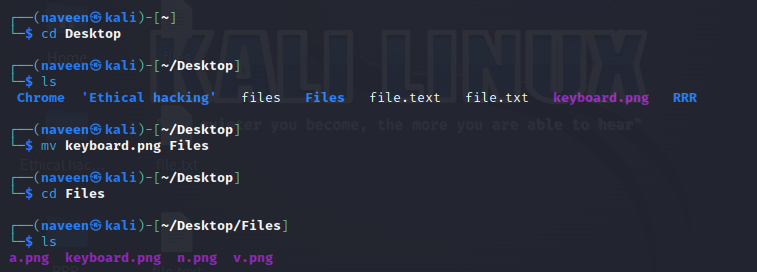 ┌──(naveen㉿kali)-[~]
└─$ cd Desktop
KALI LINUX
┌──(naveen㉿kali)-[~/Desktop]
└─$ ls
Chrome 'Ethical hacking' files Files file.text file.txt keyboard.png RRR
you become, the more you are able to hear"
┌──(naveen㉿kali)-[~/Desktop]
└─$ mv keyboard.png Files
file.txt
┌──(naveen㉿kali)-[~/Desktop]
└─$ cd Files
┌──(naveen㉿kali)-[~/Desktop/Files]
└─$ ls
a.png keyboard.png n.png v.png